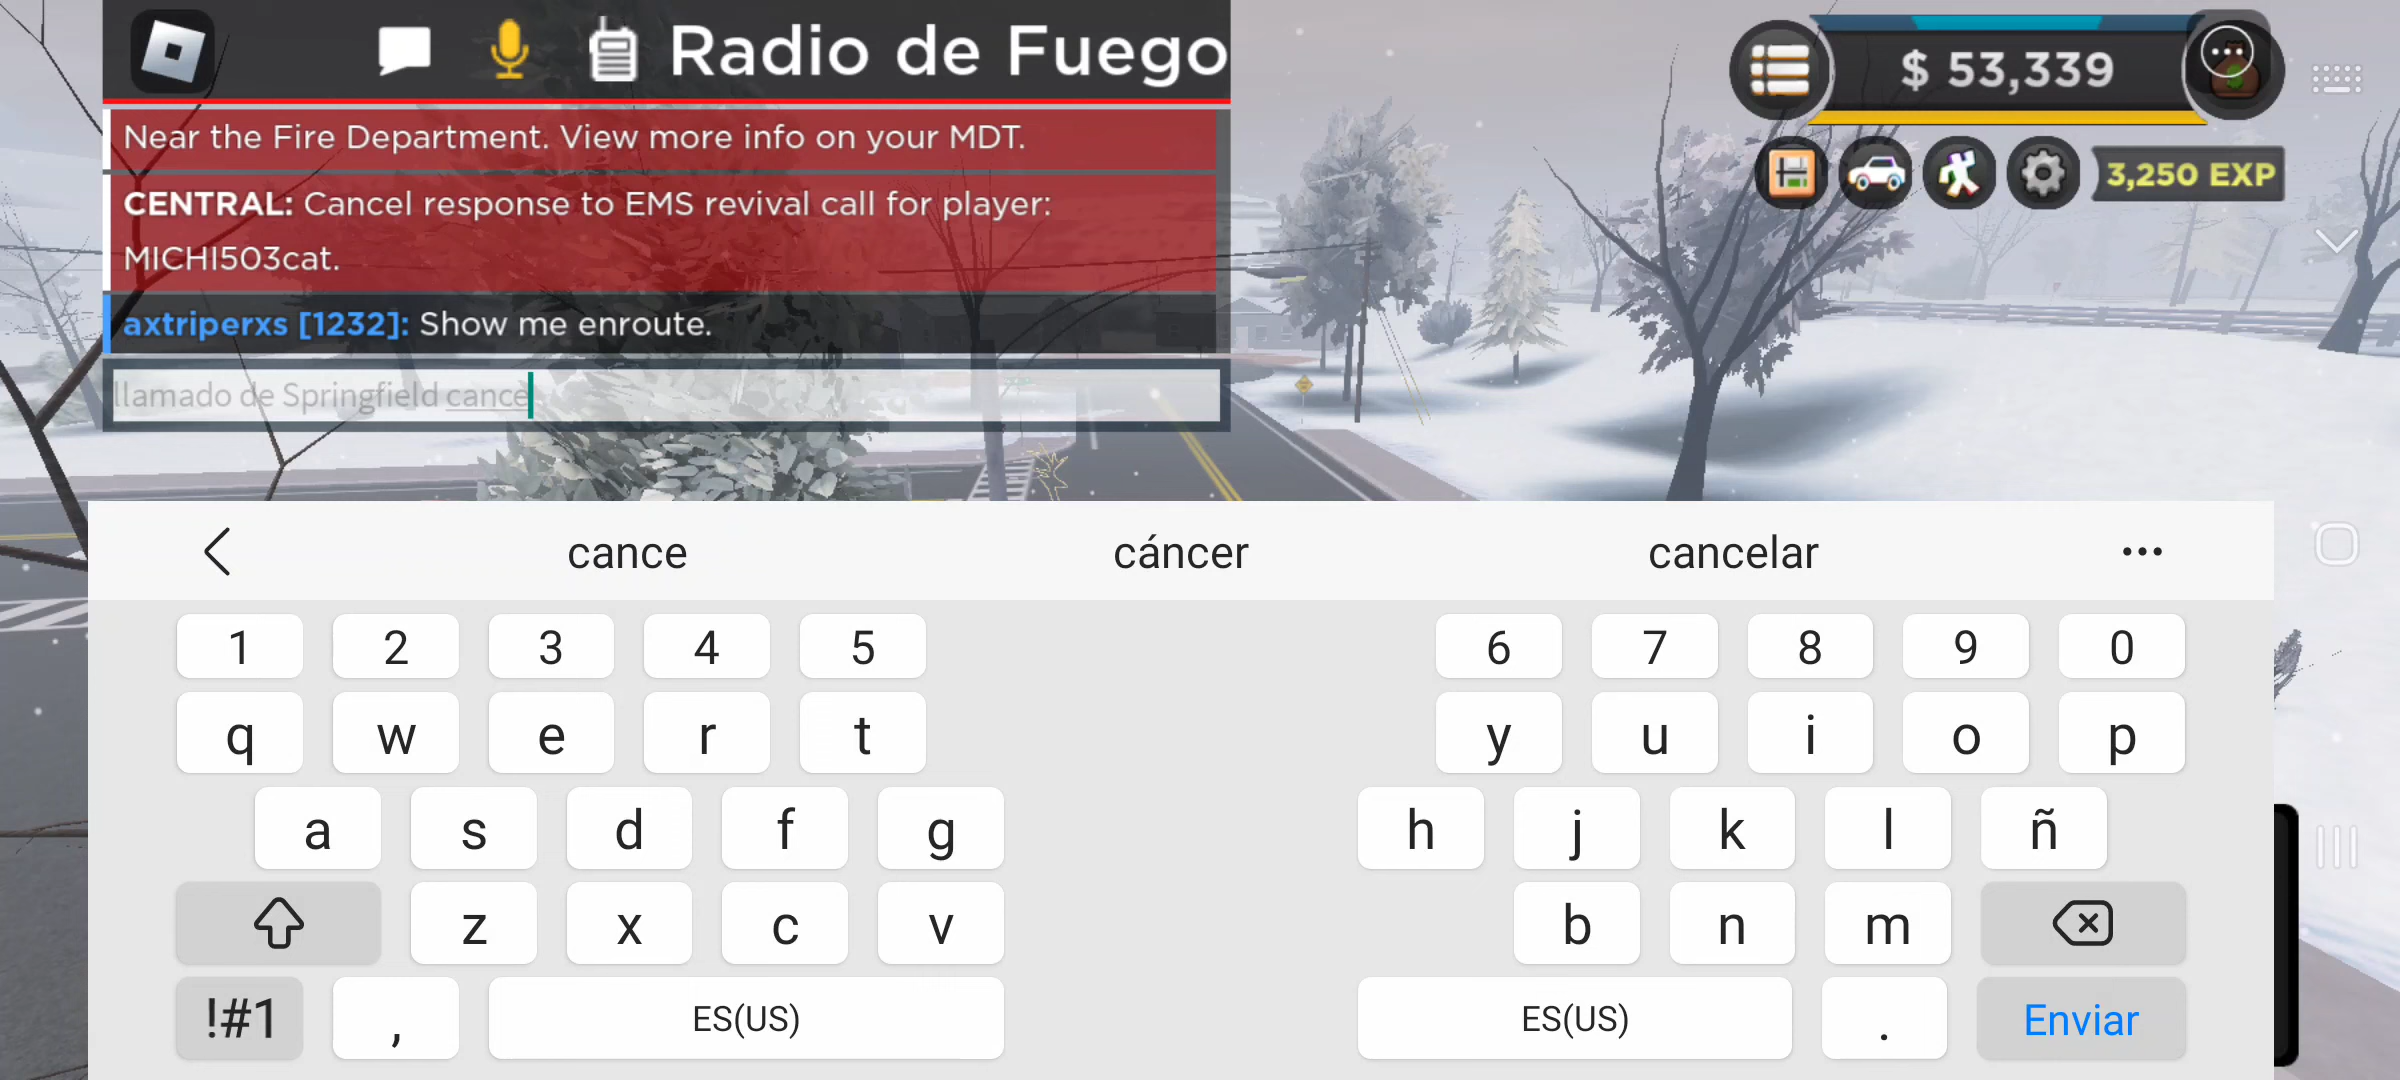 Radio de Fuego
$ 53,339
3,250 EXP
Near the Fire Department. View more info on your MDT.
CENTRAL: Cancel response to EMS revival call for player:
MICHI503cat.
axtriperxs [1232]: Show me enroute.
llamado de Springfield cance
cance cáncer cancelar ...
1 2 3 4 5 6 7 8 9 0
q w e r t y u i o p
a s d f g h j k l ñ
z x c v b n m
!#1 , ES(US) ES(US) . Enviar